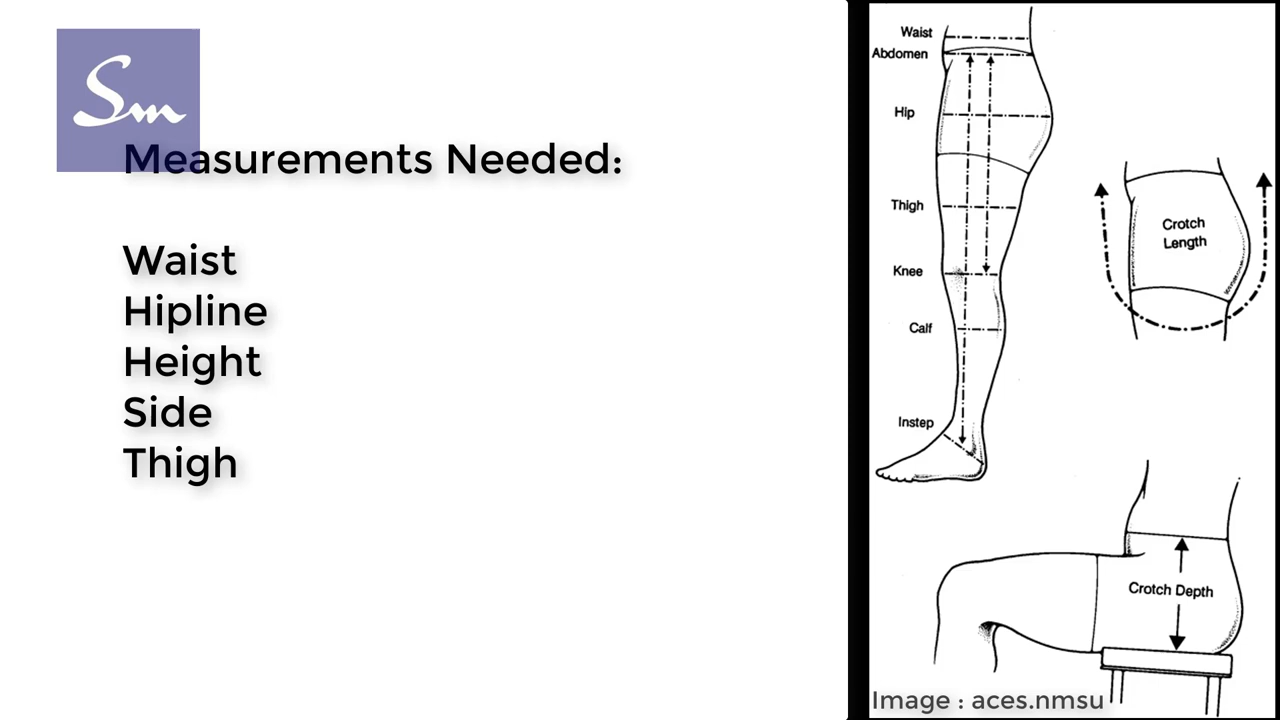 Sm
Measurements Needed:
Waist
Hipline
Height
Side
Thigh
Waist
Abdomen
Hip
Thigh
Knee
Calf
Instep
Crotch
Length
Crotch Depth
Image : aces.nmsu